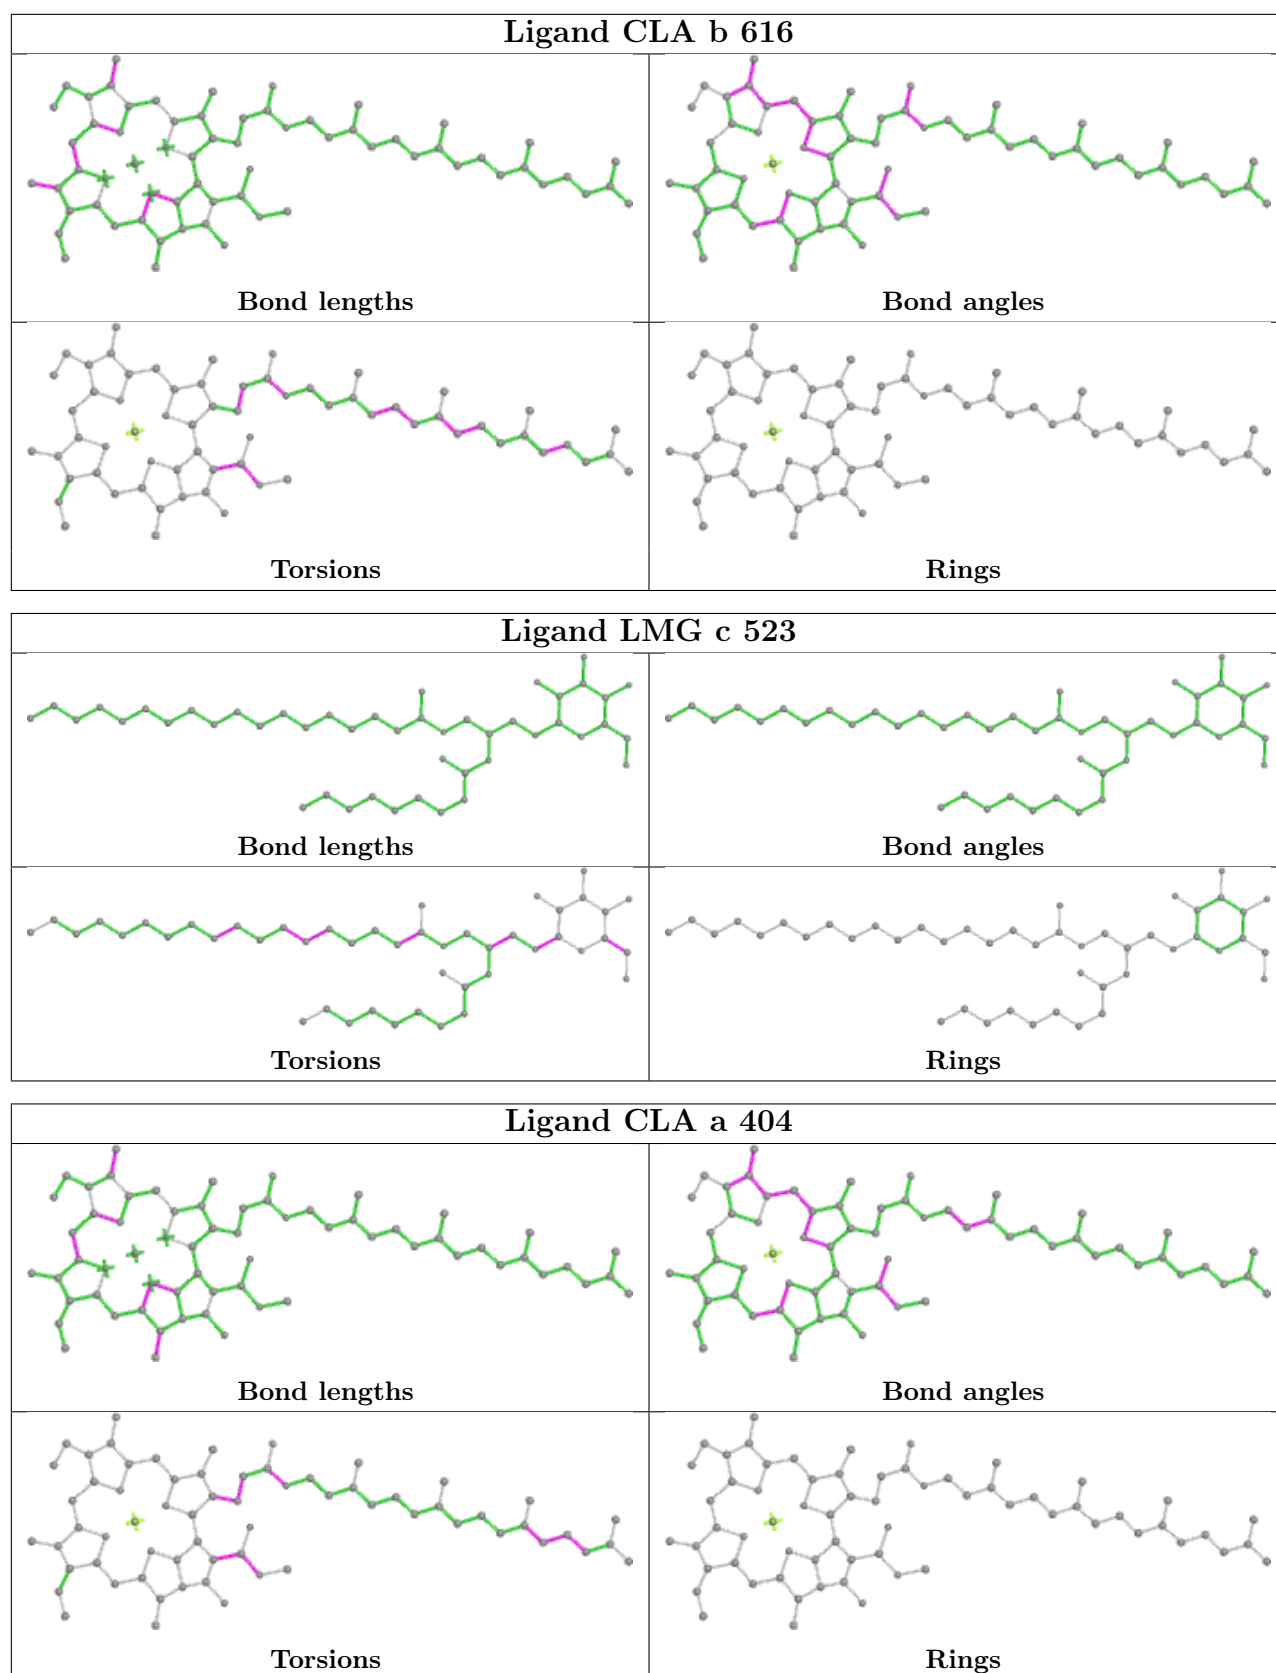 Ligand CLA b 616
Bond lengths
Bond angles
Torsions
Rings
Ligand LMG c 523
Bond lengths
Bond angles
Torsions
Rings
Ligand CLA a 404
Bond lengths
Bond angles
Torsions
Rings